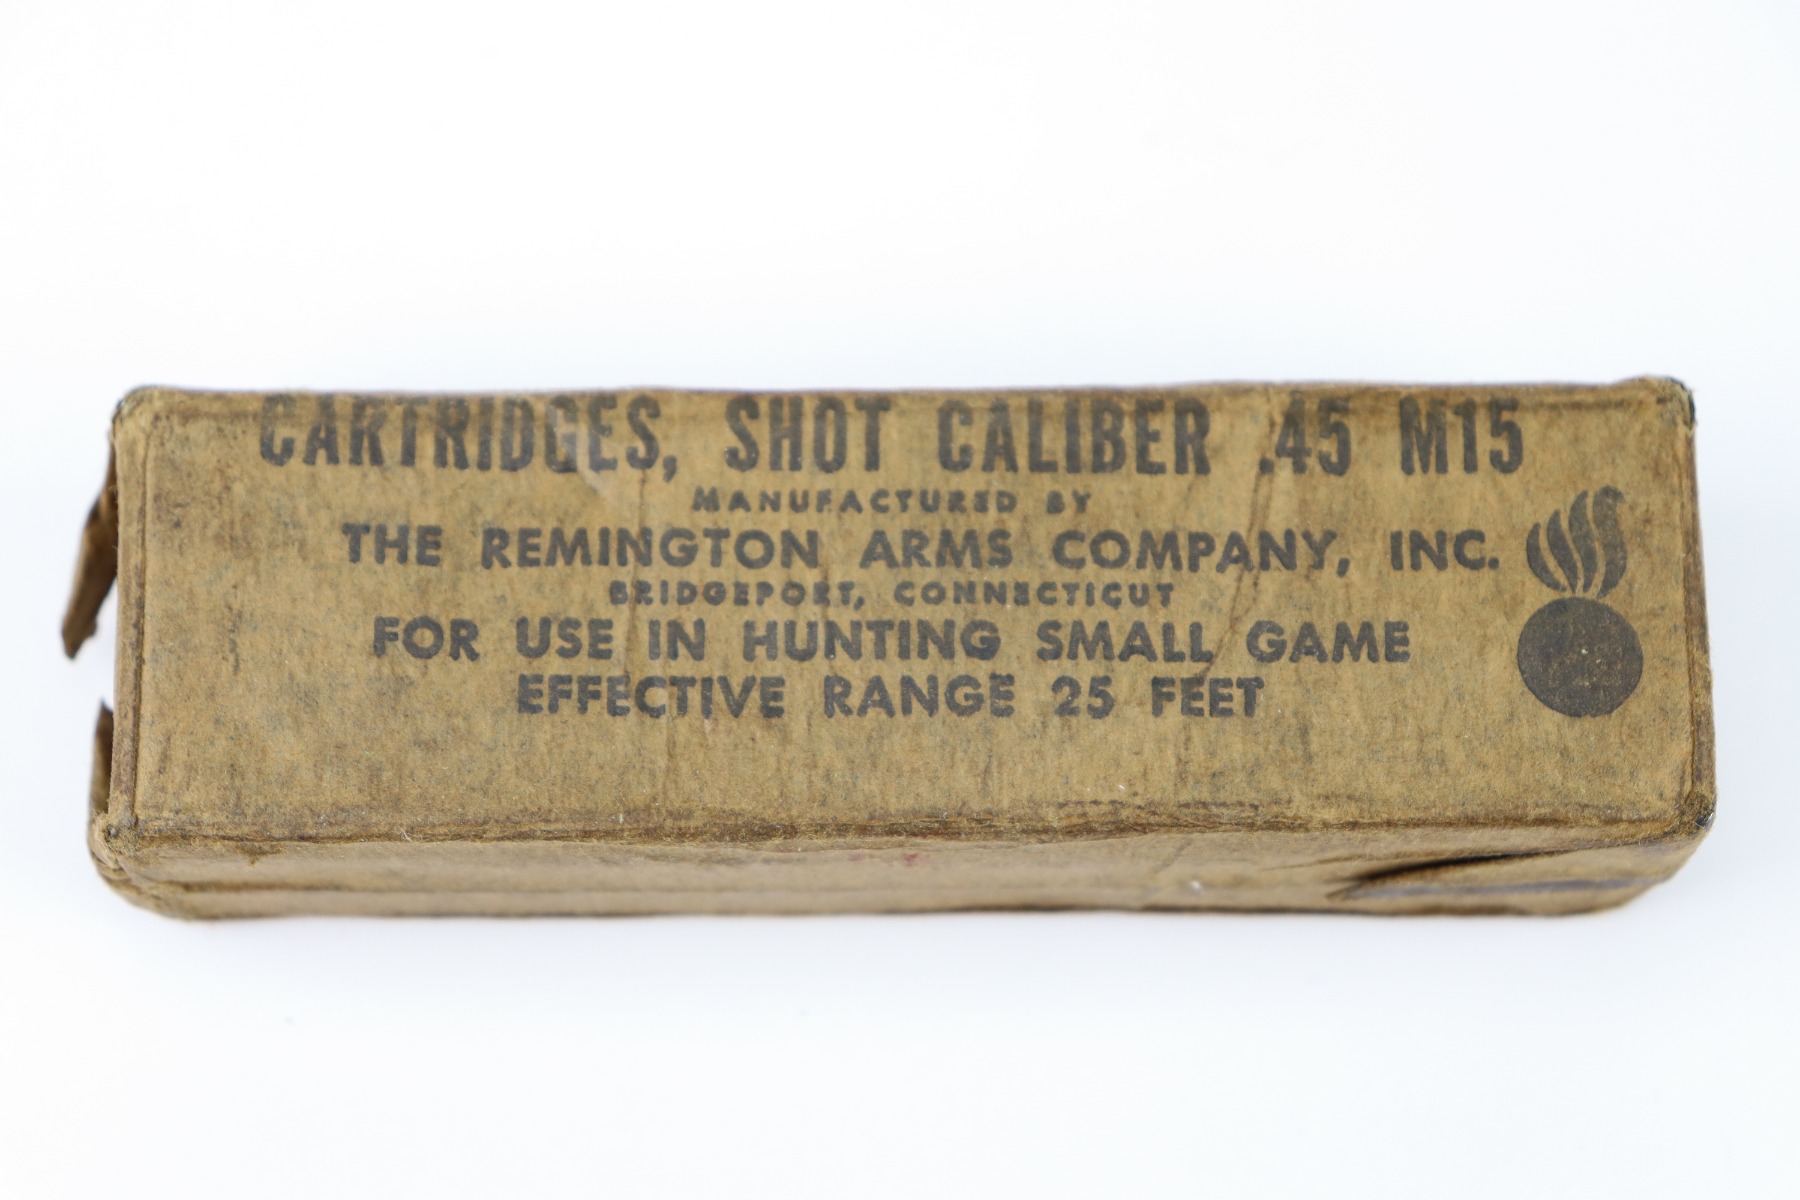 CARTRIDGES, SHOT CALIBER .45 M15
MANUFACTURED BY
THE REMINGTON ARMS COMPANY, INC.
BRIDGEPORT, CONNECTICUT
FOR USE IN HUNTING SMALL GAME
EFFECTIVE RANGE 25 FEET